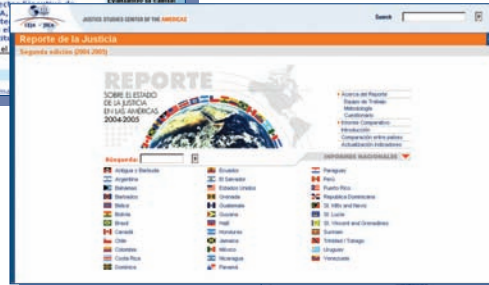 CEJA - JSCA
JUSTICE STUDIES CENTER OF THE AMERICAS
Search
Reporte de la Justicia
Segunda edición (2004-2005)
REPORTE
SOBRE EL ESTADO
DE LA JUSTICIA
EN LAS AMÉRICAS
2004-2005
Acerca del Reporte
Equipo de Trabajo
Metodología
Cuestionario
Informe Comparativo
Introducción
Comparación entre países
Actualización Indicadores
Búsqueda:
INFORMES NACIONALES
Antigua y Barbuda
Argentina
Bahamas
Barbados
Belice
Bolivia
Brasil
Canadá
Chile
Colombia
Costa Rica
Dominica
Ecuador
El Salvador
Estados Unidos
Grenada
Guatemala
Guyana
Haití
Honduras
Jamaica
México
Nicaragua
Panamá
Paraguay
Perú
Puerto Rico
República Dominicana
St. Kitts and Nevis
St. Lucia
St. Vincent and Grenadines
Surinam
Trinidad i Tobago
Uruguay
Venezuela